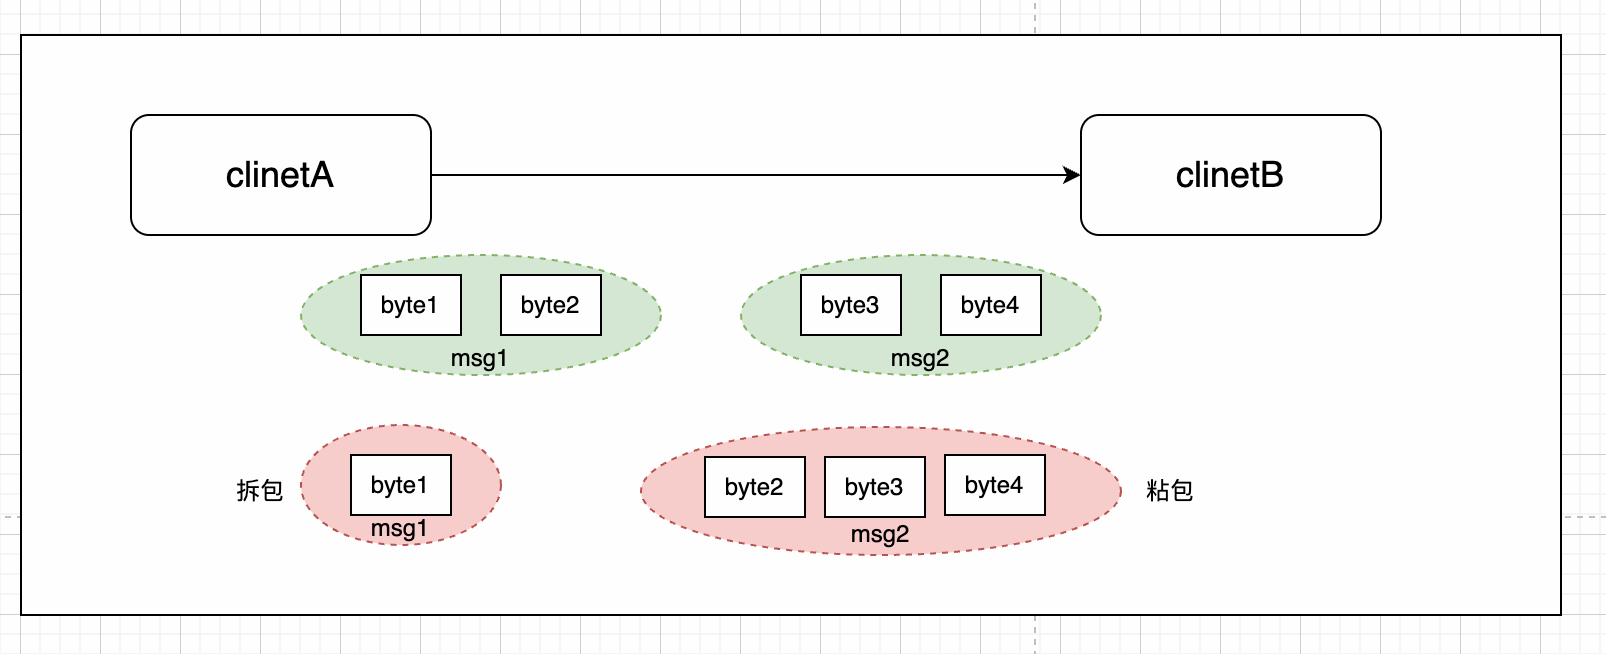 clinetA
clinetB
byte1
byte2
msg1
byte3
byte4
msg2
拆包
byte1
msg1
byte2
byte3
byte4
msg2
粘包